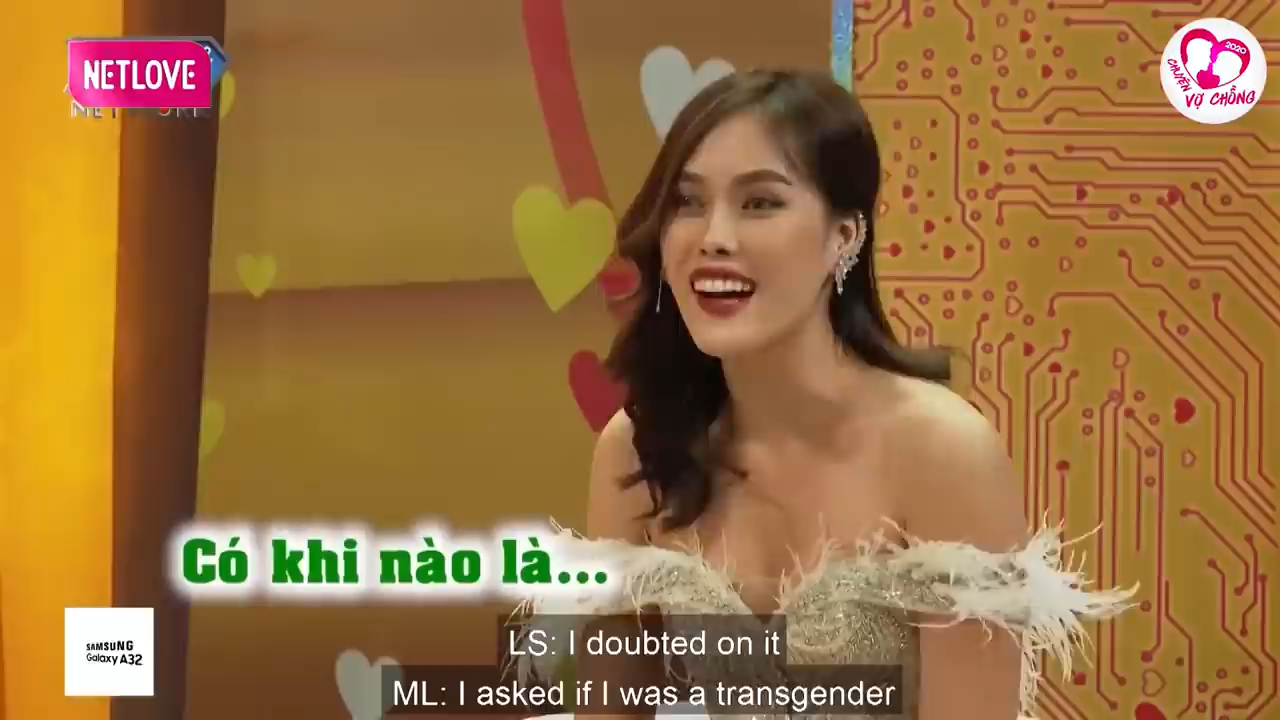 NETLOVE
NETWORK
2020
CHUYỆN
VỢ CHỒNG
Có khi nào là...
SAMSUNG
Galaxy A32
LS: I doubted on it
ML: I asked if I was a transgender